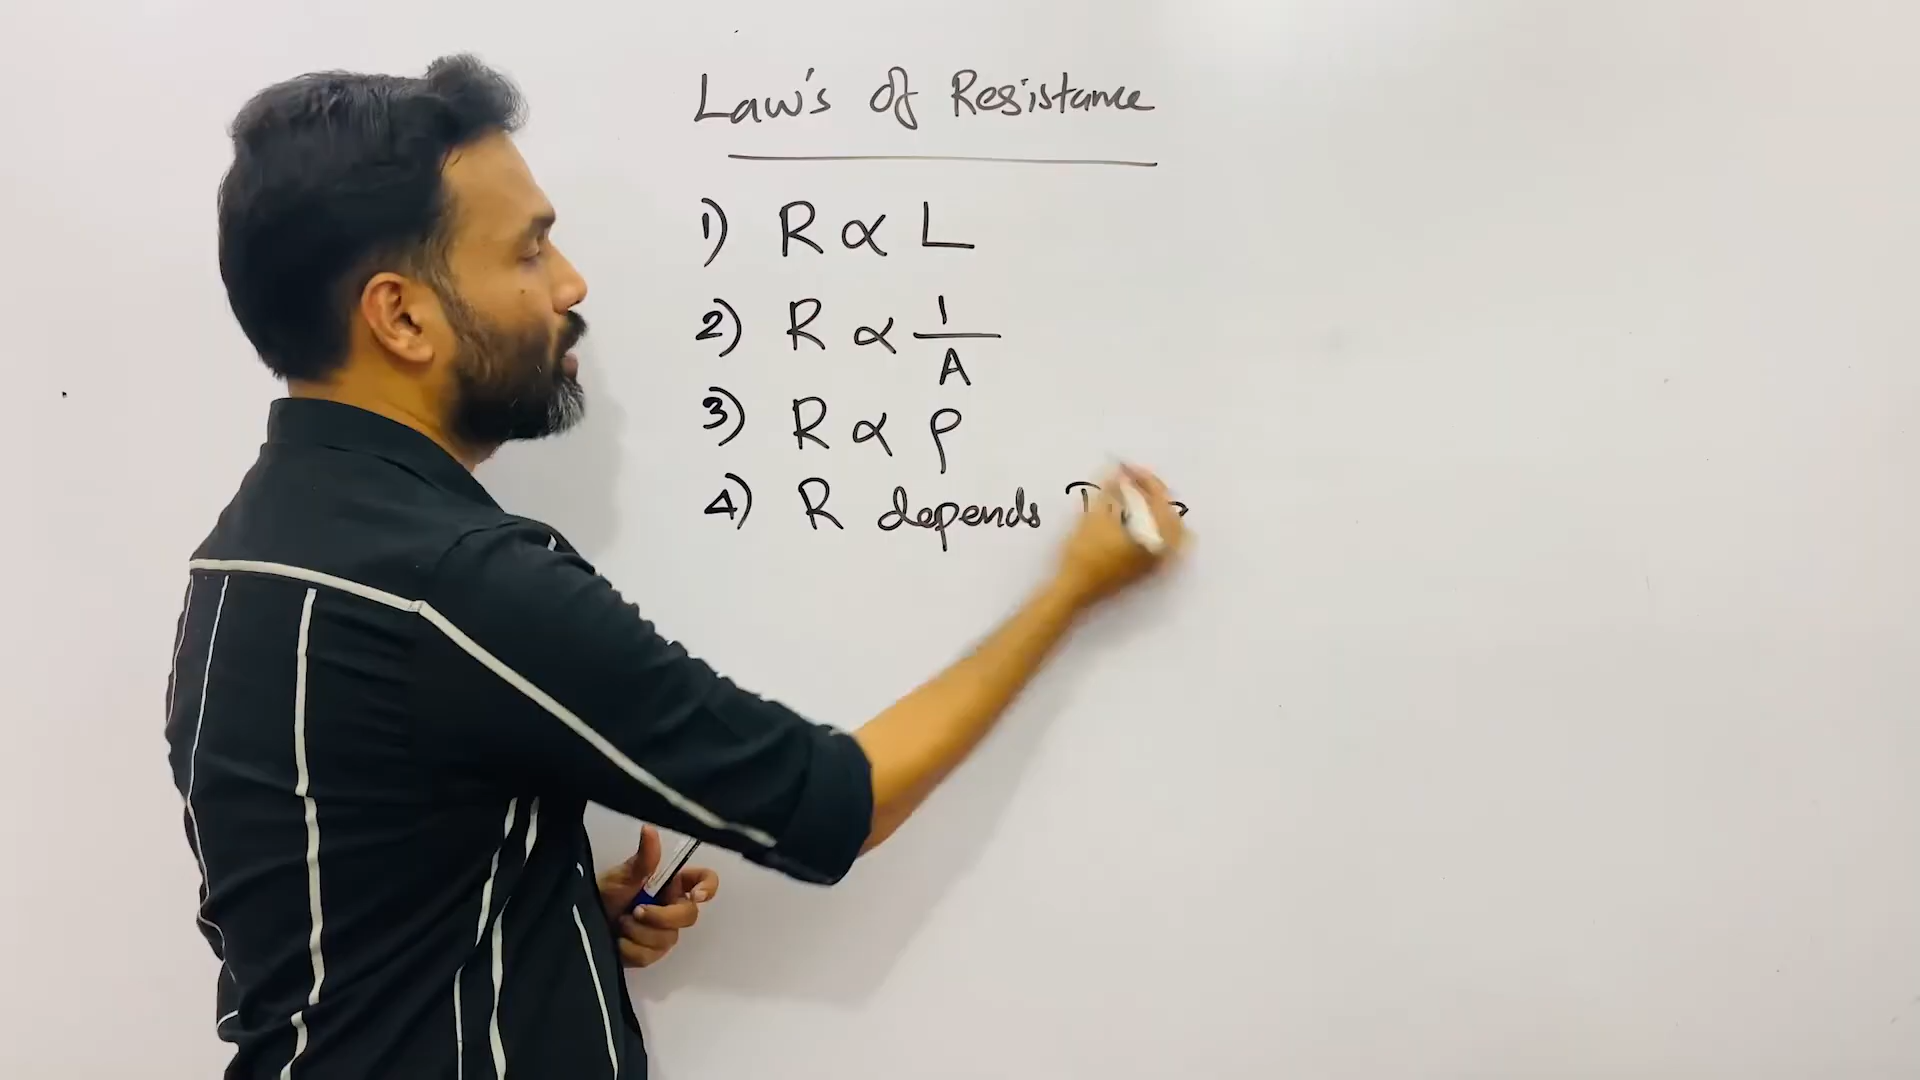 Law's of Resistance
1) R ∝ L
2) R ∝ 1/A
3) R ∝ ρ
4) R depends